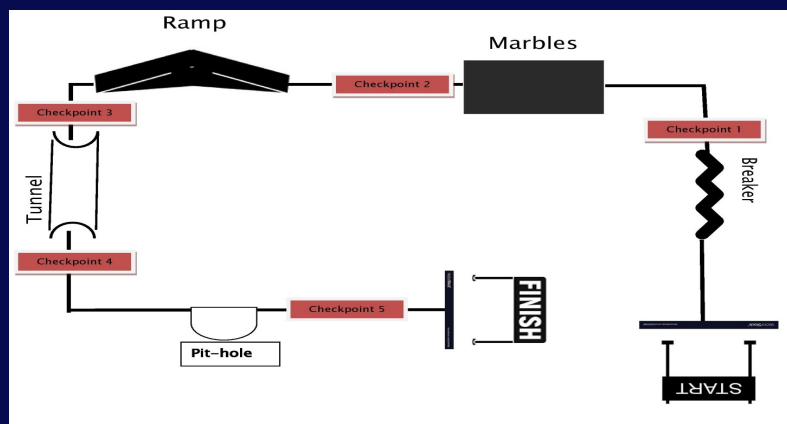 Ramp
Marbles
Checkpoint 2
Checkpoint 3
Checkpoint 1
Breaker
Tunnel
Checkpoint 4
Checkpoint 5
FINISH
Pit-hole
START